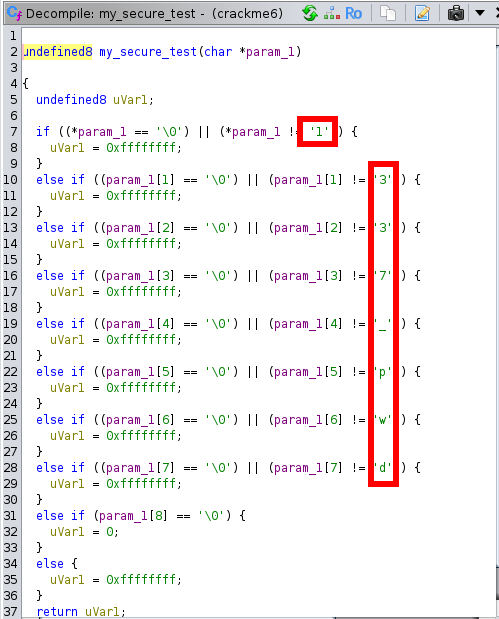 Decompile: my_secure_test - (crackme6)
Ro
1
2 undefined8 my_secure_test(char *param_1)
3
4 {
5 undefined8 uVar1;
6
7 if ((*param_1 == '\0') || (*param_1 != '1')) {
8 uVar1 = 0xffffffff;
9 }
10 else if ((param_1[1] == '\0') || (param_1[1] != '3')) {
11 uVar1 = 0xffffffff;
12 }
13 else if ((param_1[2] == '\0') || (param_1[2] != '3')) {
14 uVar1 = 0xffffffff;
15 }
16 else if ((param_1[3] == '\0') || (param_1[3] != '7')) {
17 uVar1 = 0xffffffff;
18 }
19 else if ((param_1[4] == '\0') || (param_1[4] != '_')) {
20 uVar1 = 0xffffffff;
21 }
22 else if ((param_1[5] == '\0') || (param_1[5] != 'p')) {
23 uVar1 = 0xffffffff;
24 }
25 else if ((param_1[6] == '\0') || (param_1[6] != 'w')) {
26 uVar1 = 0xffffffff;
27 }
28 else if ((param_1[7] == '\0') || (param_1[7] != 'd')) {
29 uVar1 = 0xffffffff;
30 }
31 else if (param_1[8] == '\0') {
32 uVar1 = 0;
33 }
34 else {
35 uVar1 = 0xffffffff;
36 }
37 return uVar1;